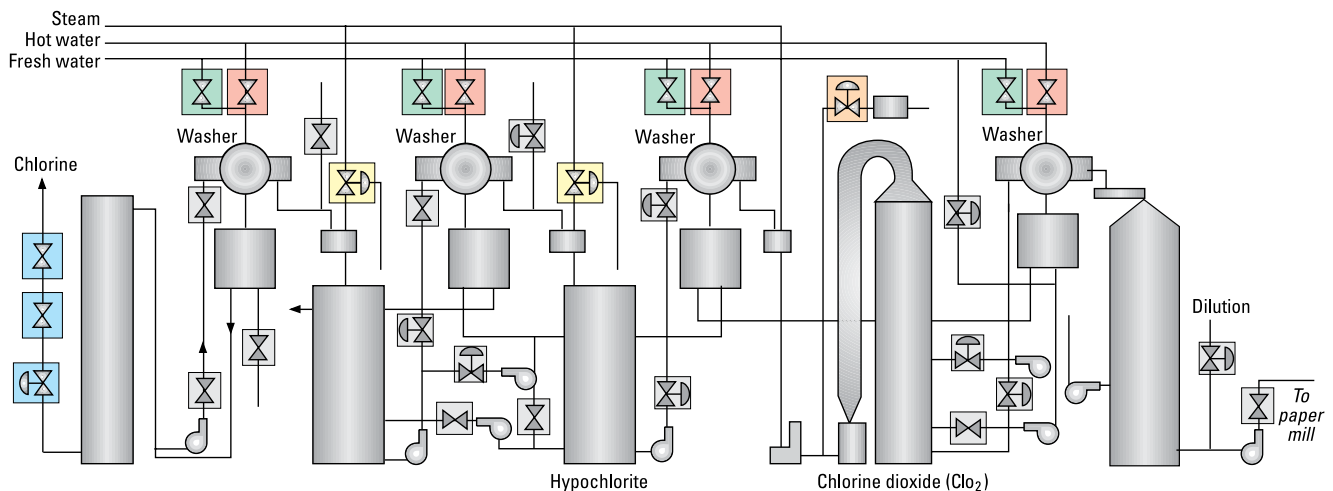 Steam
Hot water
Fresh water
Washer
Washer
Washer
Washer
Chlorine
Dilution
To
paper
mill
Hypochlorite
Chlorine dioxide (Clo₂)